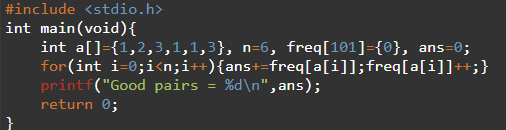 #include <stdio.h>
int main(void){
    int a[]={1,2,3,1,1,3}, n=6, freq[101]={0}, ans=0;
    for(int i=0;i<n;i++){ans+=freq[a[i]];freq[a[i]]++;}
    printf("Good pairs = %d\n",ans);
    return 0;
}